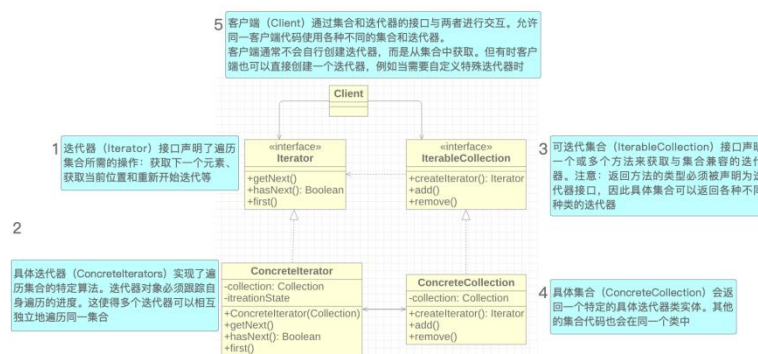 5
客户端（Client）通过集合和迭代器的接口与两者进行交互。允许
同一客户端代码使用各种不同的集合和迭代器。
客户端通常不会自行创建迭代器，而是从集合中获取。但有时客户
端也可以直接创建一个迭代器，例如当需要自定义特殊迭代器时
Client
1
迭代器（Iterator）接口声明了遍历
集合所需的操作：获取下一个元素、
获取当前位置和重新开始迭代等
«interface»
Iterator
+getNext()
+hasNext(): Boolean
+first()
«interface»
IterableCollection
+createIterator(): Iterator
+add()
+remove()
3
可迭代集合（IterableCollection）接口声明
一个或多个方法来获取与集合兼容的迭代
器。注意：返回方法的类型必须被声明为迭
代器接口，因此具体集合可以返回各种不同
种类的迭代器
2
具体迭代器（ConcreteIterators）实现了遍
历集合的特定算法。迭代器对象必须跟踪自
身遍历的进度。这使得多个迭代器可以相互
独立地遍历同一集合
ConcreteIterator
-collection: Collection
-itreationState
+ConcreteIterator(Collection)
+getNext()
+hasNext(): Boolean
+first()
ConcreteCollection
-collection: Collection
+createIterator(): Iterator
+add()
+remove()
4
具体集合（ConcreteCollection）会返
回一个特定的具体迭代器类实体。其他
的集合代码也会在同一个类中